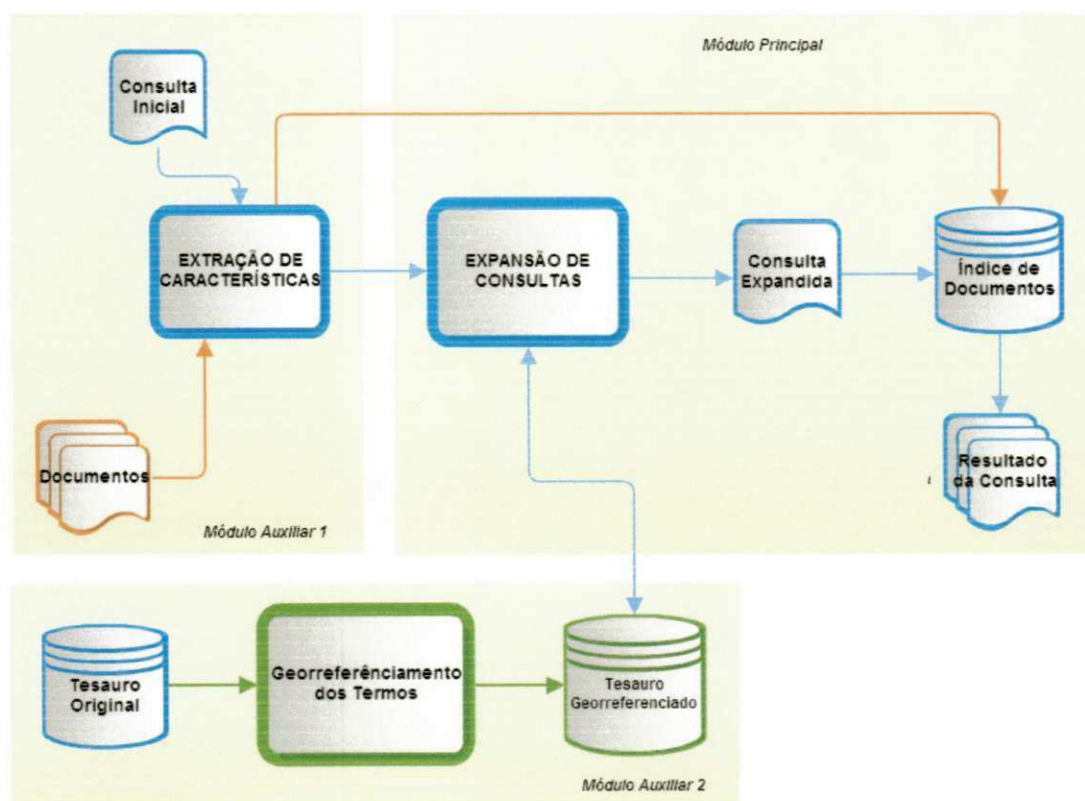 Módulo Principal
Consulta
Inicial
EXTRAÇÃO DE
CARACTERÍSTICAS
EXPANSÃO DE
CONSULTAS
Consulta
Expandida
Índice de
Documentos
Documentos
Resultado
da Consulta
Módulo Auxiliar 1
Tesauro
Original
Georreferênciamento
dos Termos
Tesauro
Georreferenciado
Módulo Auxiliar 2